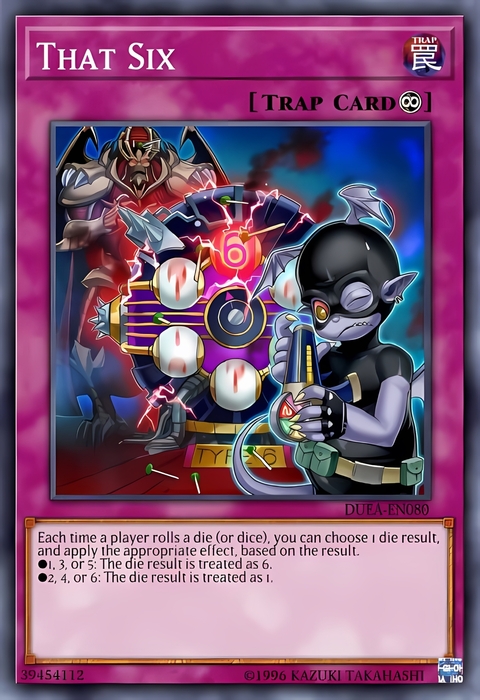 That Six
TRAP
罠
[Trap Card]
6
TYPE-6
DUEA-EN080
Each time a player rolls a die (or dice), you can choose 1 die result,
and apply the appropriate effect, based on the result.
●1, 3, or 5: The die result is treated as 6.
●2, 4, or 6: The die result is treated as 1.
39454112
©1996 KAZUKI TAKAHASHI